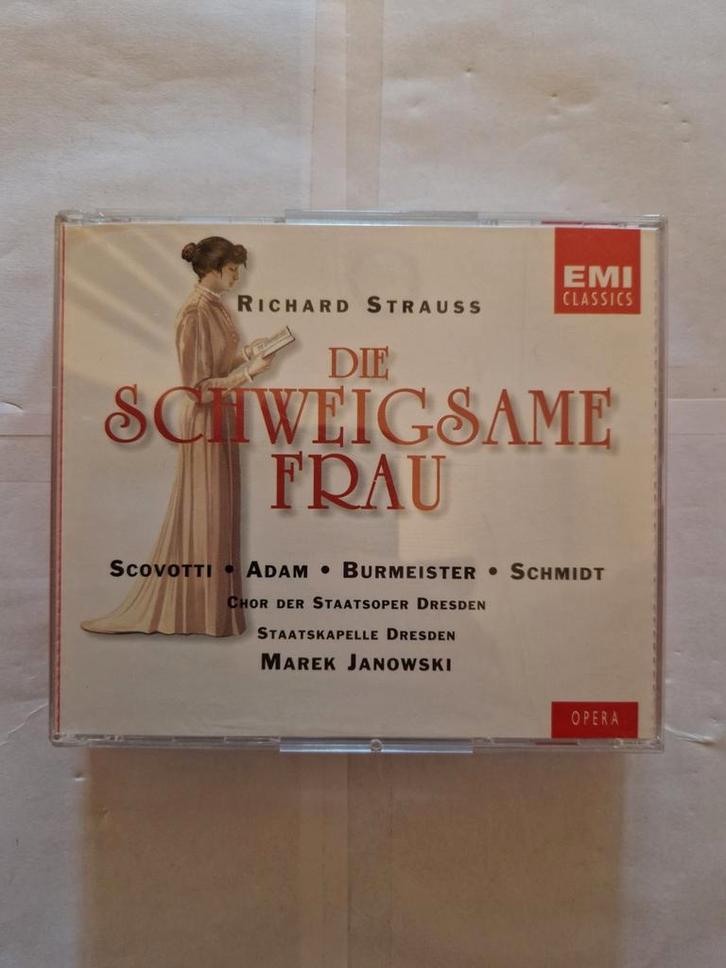 EMI
CLASSICS
RICHARD STRAUSS
DIE
SCHWEIGSAME
FRAU
SCOVOTTI • ADAM • BURMEISTER • SCHMIDT
CHOR DER STAATSOPER DRESDEN
STAATSKAPELLE DRESDEN
MAREK JANOWSKI
OPERA